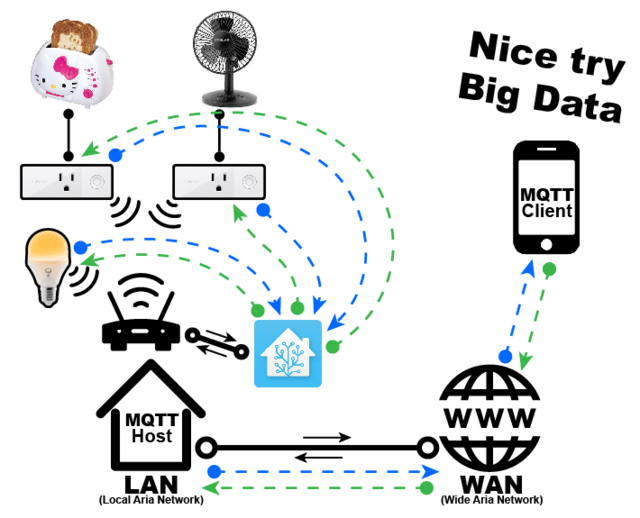 Nice try
Big Data
MQTT
Client
MQTT
Host
WWW
LAN
(Local Aria Network)
WAN
(Wide Aria Network)